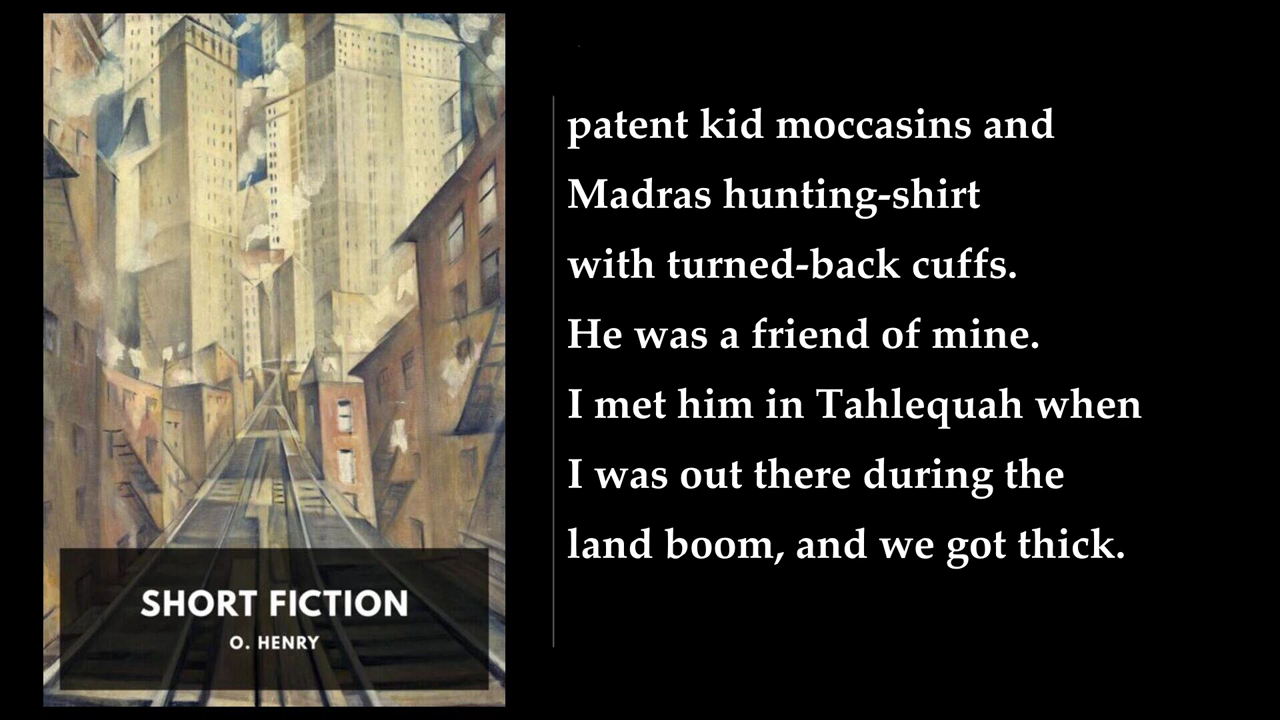 SHORT FICTION
O. HENRY
patent kid moccasins and
Madras hunting-shirt
with turned-back cuffs.
He was a friend of mine.
I met him in Tahlequah when
I was out there during the
land boom, and we got thick.